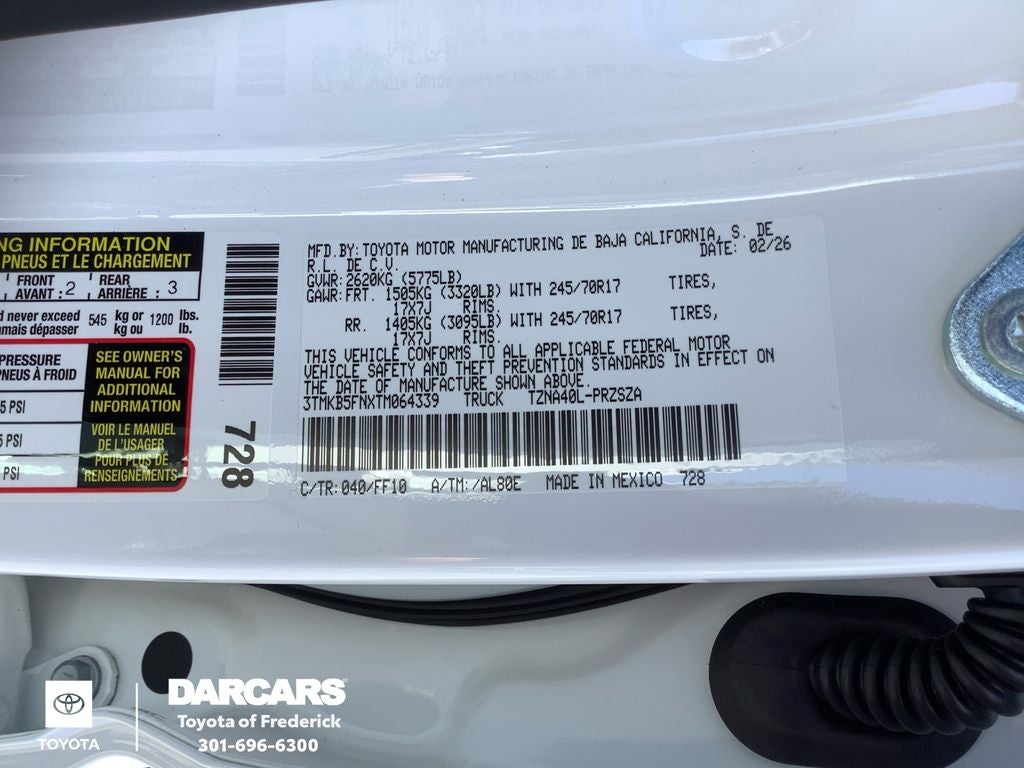 NG INFORMATION
PNEUS ET LE CHARGEMENT
FRONT
AVANT : 2
REAR
ARRIÈRE : 3
d never exceed
amais dépasser
545
kg or
kg ou
1200
lbs.
lb.
PRESSURE
PNEUS À FROID
5 PSI
5 PSI
PSI
SEE OWNER'S
MANUAL FOR
ADDITIONAL
INFORMATION
VOIR LE MANUEL
DE L'USAGER
POUR PLUS DE
RENSEIGNEMENTS
728
MFD.BY:TOYOTA MOTOR MANUFACTURING DE BAJA CALIFORNIA, S. DE
R.L. DE C.V. DATE: 02/26
GVWR:2620KG (5775LB)
GAWR:FRT. 1505KG (3320LB) WITH 245/70R17 TIRES,
17X7J RIMS.
RR. 1405KG (3095LB) WITH 245/70R17 TIRES,
17X7J RIMS.
THIS VEHICLE CONFORMS TO ALL APPLICABLE FEDERAL MOTOR
VEHICLE SAFETY AND THEFT PREVENTION STANDARDS IN EFFECT ON
THE DATE OF MANUFACTURE SHOWN ABOVE.
3TMKB5FNXTM064339 TRUCK TZNA40L-PRZSZA
C/TR:040/FF10 A/TM:/AL80E MADE IN MEXICO 728
TOYOTA
DARCARS
Toyota of Frederick
301-696-6300